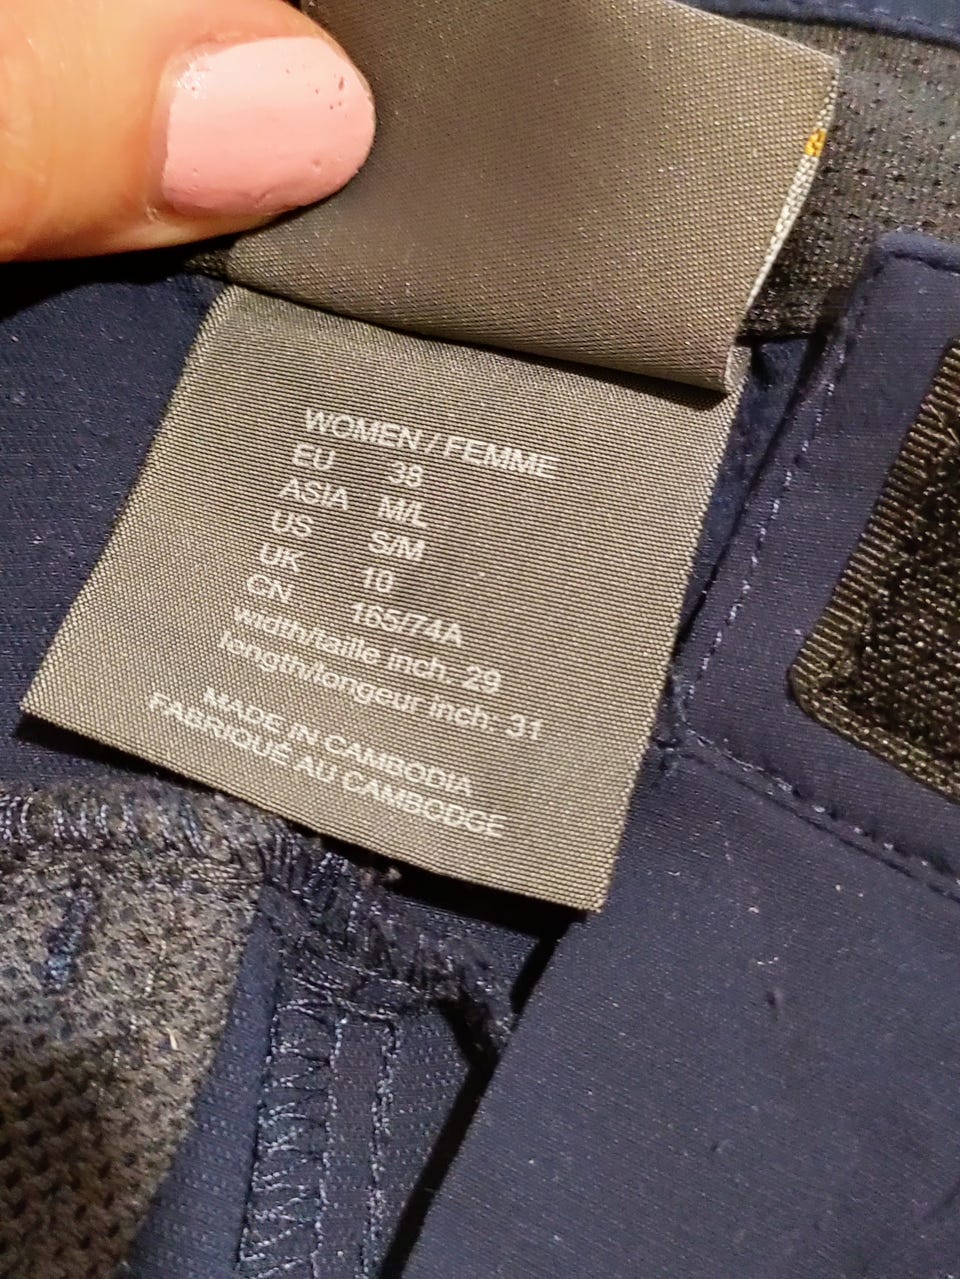 WOMEN / FEMME
EU 38
ASIA M/L
US S/M
UK 10
CN 165/74A
width/taille inch: 29
length/longeur inch: 31
MADE IN CAMBODIA
FABRIQUÉ AU CAMBODGE